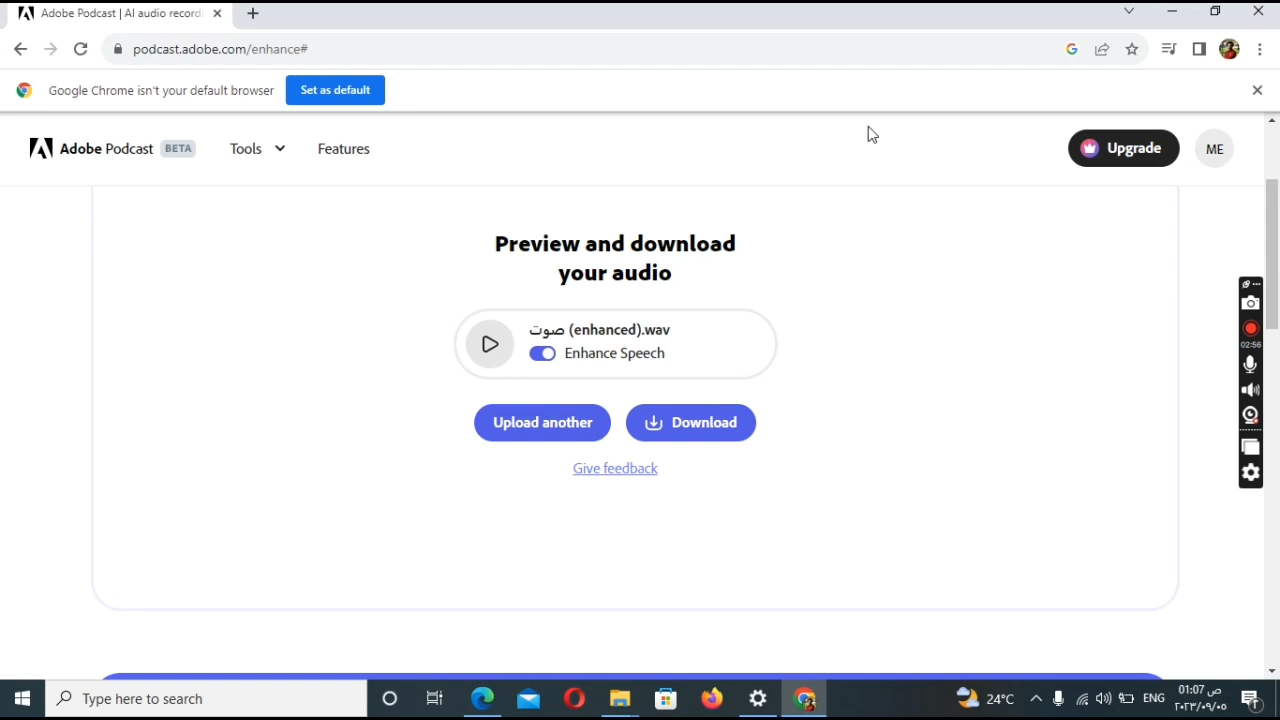 Adobe Podcast | AI audio record
podcast.adobe.com/enhance#
Google Chrome isn't your default browser
Set as default
Adobe Podcast BETA
Tools
Features
Upgrade
ME
Preview and download
your audio
صوت (enhanced).wav
Enhance Speech
Upload another
Download
Give feedback
02:56
Type here to search
24°C
ENG
01:07 ص
٢٠٢٣/٠٩/٠٥